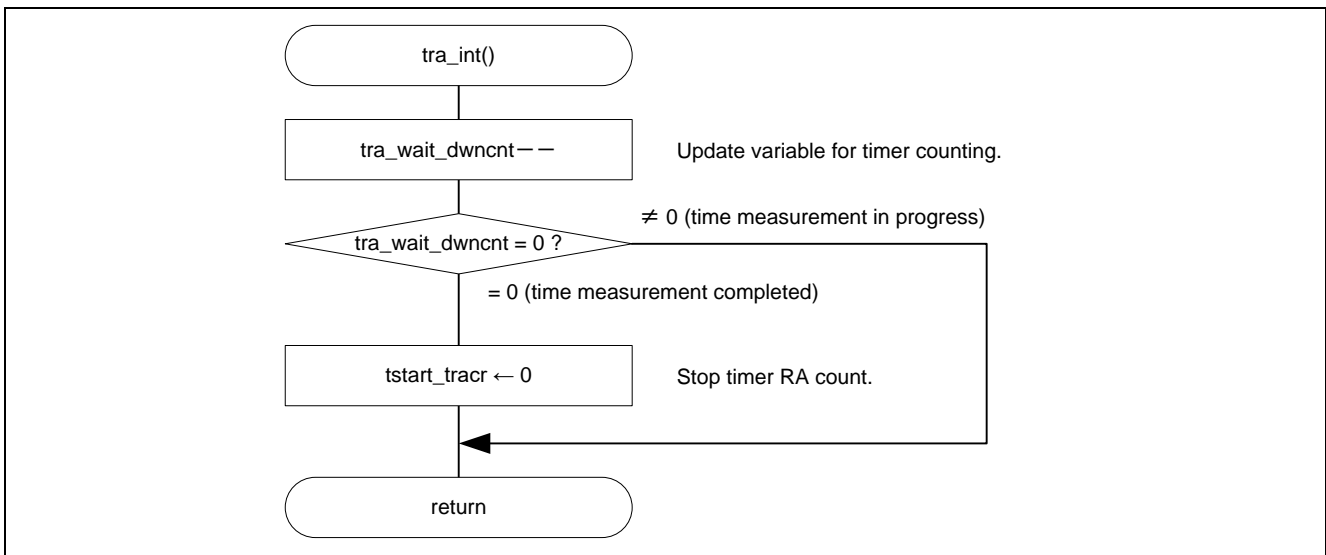 tra_int()
tra_wait_dwncnt－－
Update variable for timer counting.
≠ 0 (time measurement in progress)
tra_wait_dwncnt = 0 ?
= 0 (time measurement completed)
tstart_tracr ← 0
Stop timer RA count.
return